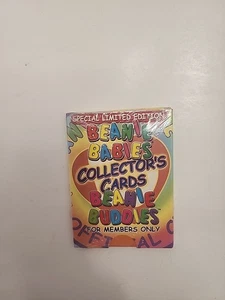 SPECIAL LIMITED EDITION
BEANIE
BABIES
COLLECTOR'S
CARDS
BEANIE
BUDDIES
FOR MEMBERS ONLY